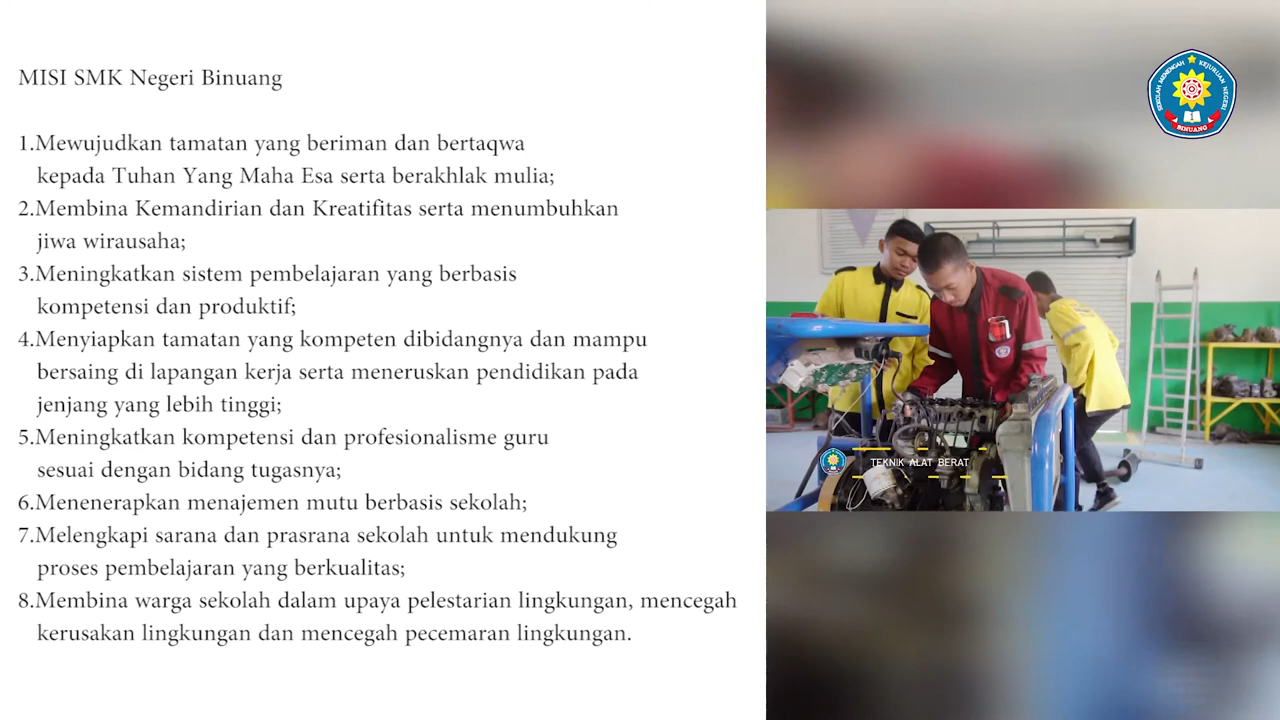 MISI SMK Negeri Binuang
1.Mewujudkan tamatan yang beriman dan bertaqwa
kepada Tuhan Yang Maha Esa serta berakhlak mulia;
2.Membina Kemandirian dan Kreatifitas serta menumbuhkan
jiwa wirausaha;
3.Meningkatkan sistem pembelajaran yang berbasis
kompetensi dan produktif;
4.Menyiapkan tamatan yang kompeten dibidangnya dan mampu
bersaing di lapangan kerja serta meneruskan pendidikan pada
jenjang yang lebih tinggi;
5.Meningkatkan kompetensi dan profesionalisme guru
sesuai dengan bidang tugasnya;
6.Menenerapkan menajemen mutu berbasis sekolah;
7.Melengkapi sarana dan prasrana sekolah untuk mendukung
proses pembelajaran yang berkualitas;
8.Membina warga sekolah dalam upaya pelestarian lingkungan, mencegah
kerusakan lingkungan dan mencegah pecemaran lingkungan.
SEKOLAH MENENGAH KEJURUAN NEGERI
1
BINUANG
TEKNIK ALAT BERAT